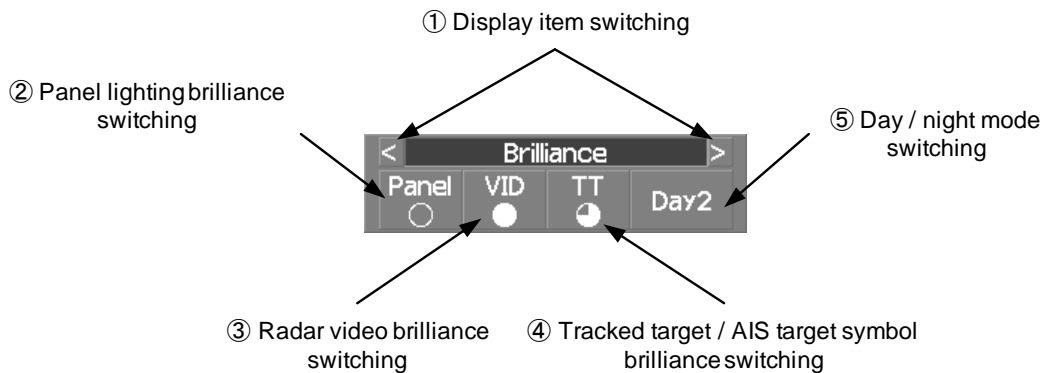 ① Display item switching
② Panel lighting brilliance
switching
⑤ Day / night mode
switching
< Brilliance >
Panel VID TT Day2
③ Radar video brilliance
switching
④ Tracked target / AIS target symbol
brilliance switching